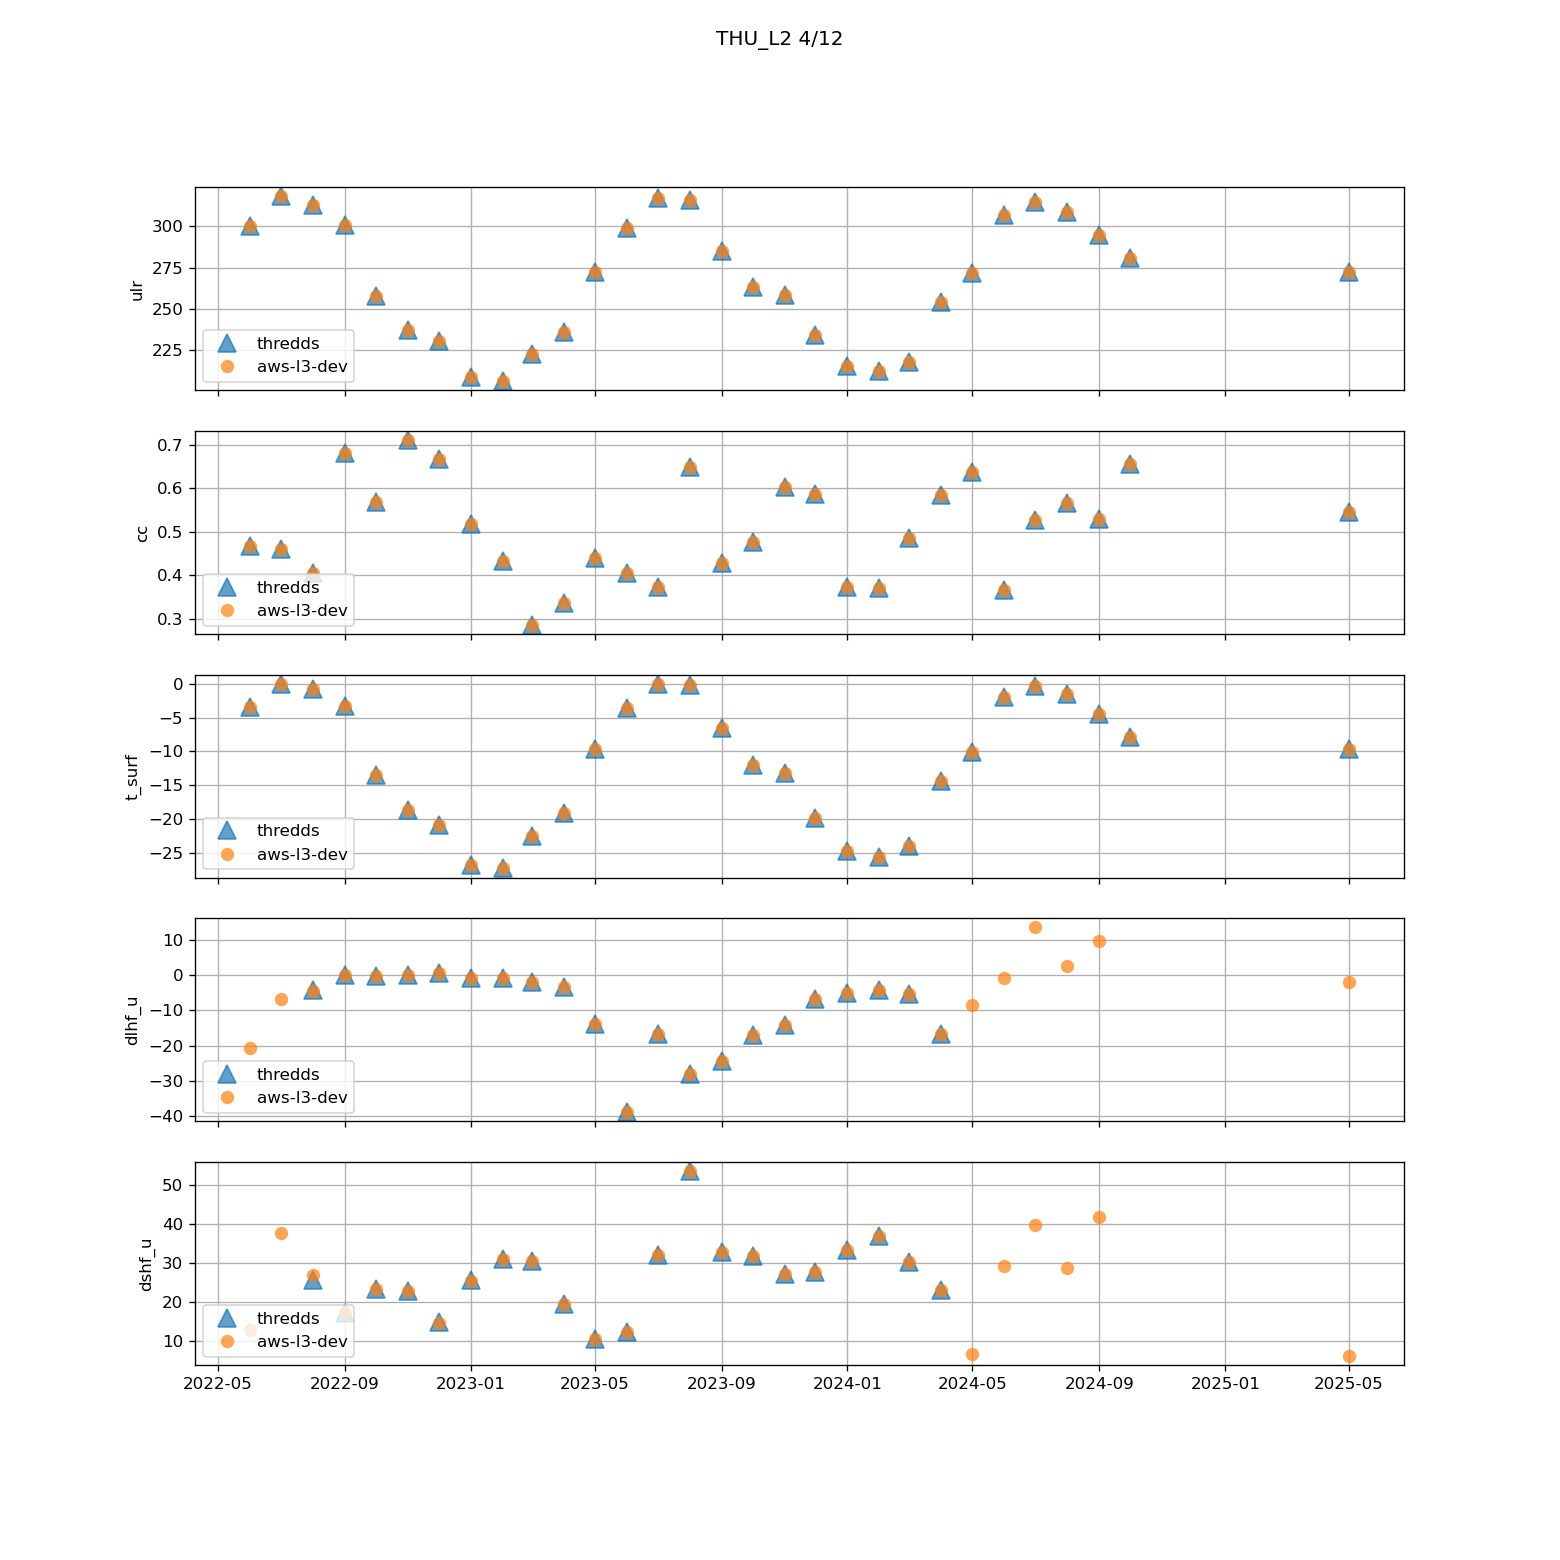 THU_L2 4/12
300
275
250
225
ulr
thredds
aws-l3-dev
0.7
0.6
0.5
0.4
0.3
cc
thredds
aws-l3-dev
0
−5
−10
−15
−20
−25
t_surf
thredds
aws-l3-dev
10
0
−10
−20
−30
−40
dlhf_u
thredds
aws-l3-dev
50
40
30
20
10
dshf_u
thredds
aws-l3-dev
2022-05 2022-09 2023-01 2023-05 2023-09 2024-01 2024-05 2024-09 2025-01 2025-05